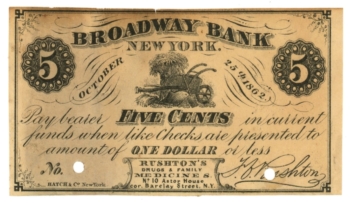 BROADWAY BANK
NEW YORK.
5
OCTOBER
25th 1862
5
Pay bearer FIVE CENTS in current
funds when like Checks are presented to
amount of ONE DOLLAR or less
No.
RUSHTON'S
DRUGS & FAMILY
MEDICINES
No 10 Astor House
cor. Barclay Street, N.Y.
HATCH & Co New York